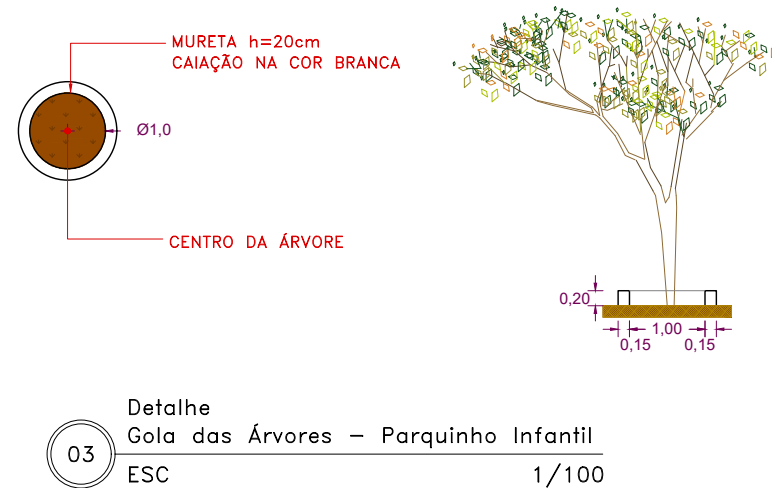 MURETA h=20cm
CAIAÇÃO NA COR BRANCA
Ø1,0
CENTRO DA ÁRVORE
0,20
1,00
0,15
0,15
Detalhe
Gola das Árvores – Parquinho Infantil
03
ESC 1/100